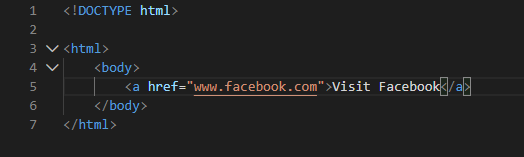 1 <!DOCTYPE html>
2
3 <html>
4 <body>
5 <a href="www.facebook.com">Visit Facebook</a>
6 </body>
7 </html>